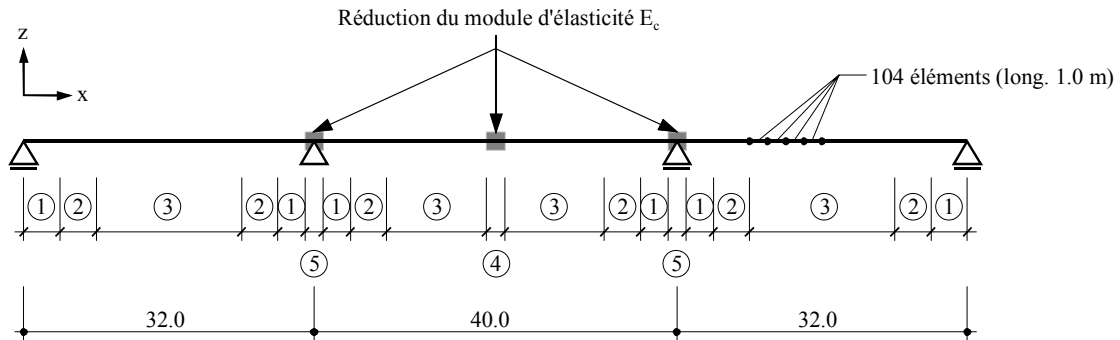 Réduction du module d'élasticité E_c
z
x
104 éléments (long. 1.0 m)
① ② ③ ② ① ① ② ③ ③ ② ① ① ② ③ ② ①
⑤ ④ ⑤
32.0 40.0 32.0